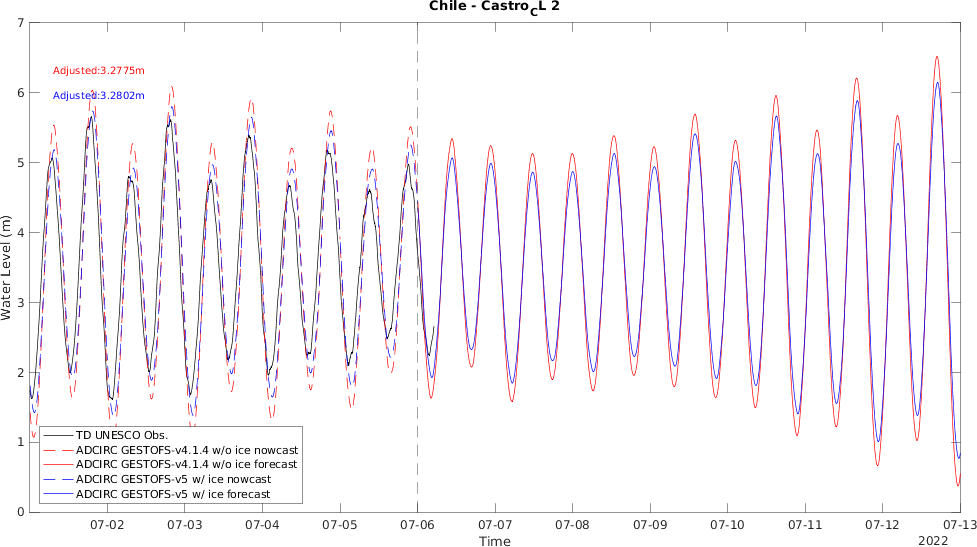 Chile - Castro_CL 2
7
Adjusted:3.2775m
6
Adjusted:3.2802m
5
4
Water Level (m)
3
2
1
0
TD UNESCO Obs.
ADCIRC GESTOFS-v4.1.4 w/o ice nowcast
ADCIRC GESTOFS-v4.1.4 w/o ice forecast
ADCIRC GESTOFS-v5 w/ ice nowcast
ADCIRC GESTOFS-v5 w/ ice forecast
07-02 07-03 07-04 07-05 07-06 07-07 07-08 07-09 07-10 07-11 07-12 07-13
Time
2022